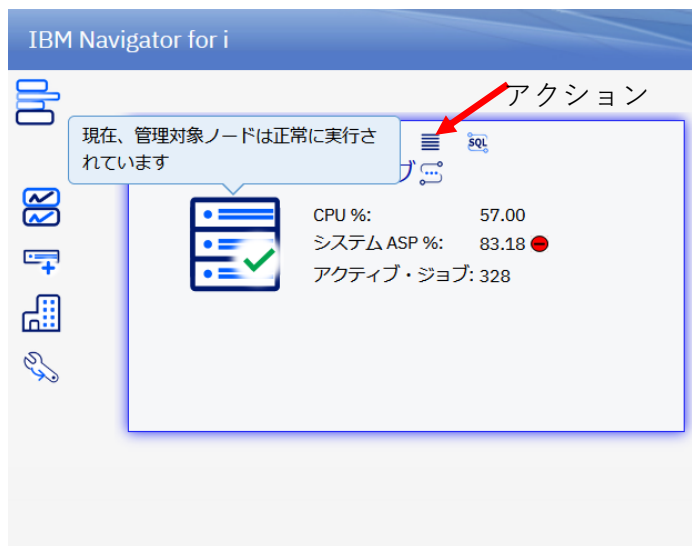 IBM Navigator for i
アクション
現在、管理対象ノードは正常に実行さ
れています
SQL
ブ
CPU %: 57.00
システム ASP %: 83.18
アクティブ・ジョブ: 328